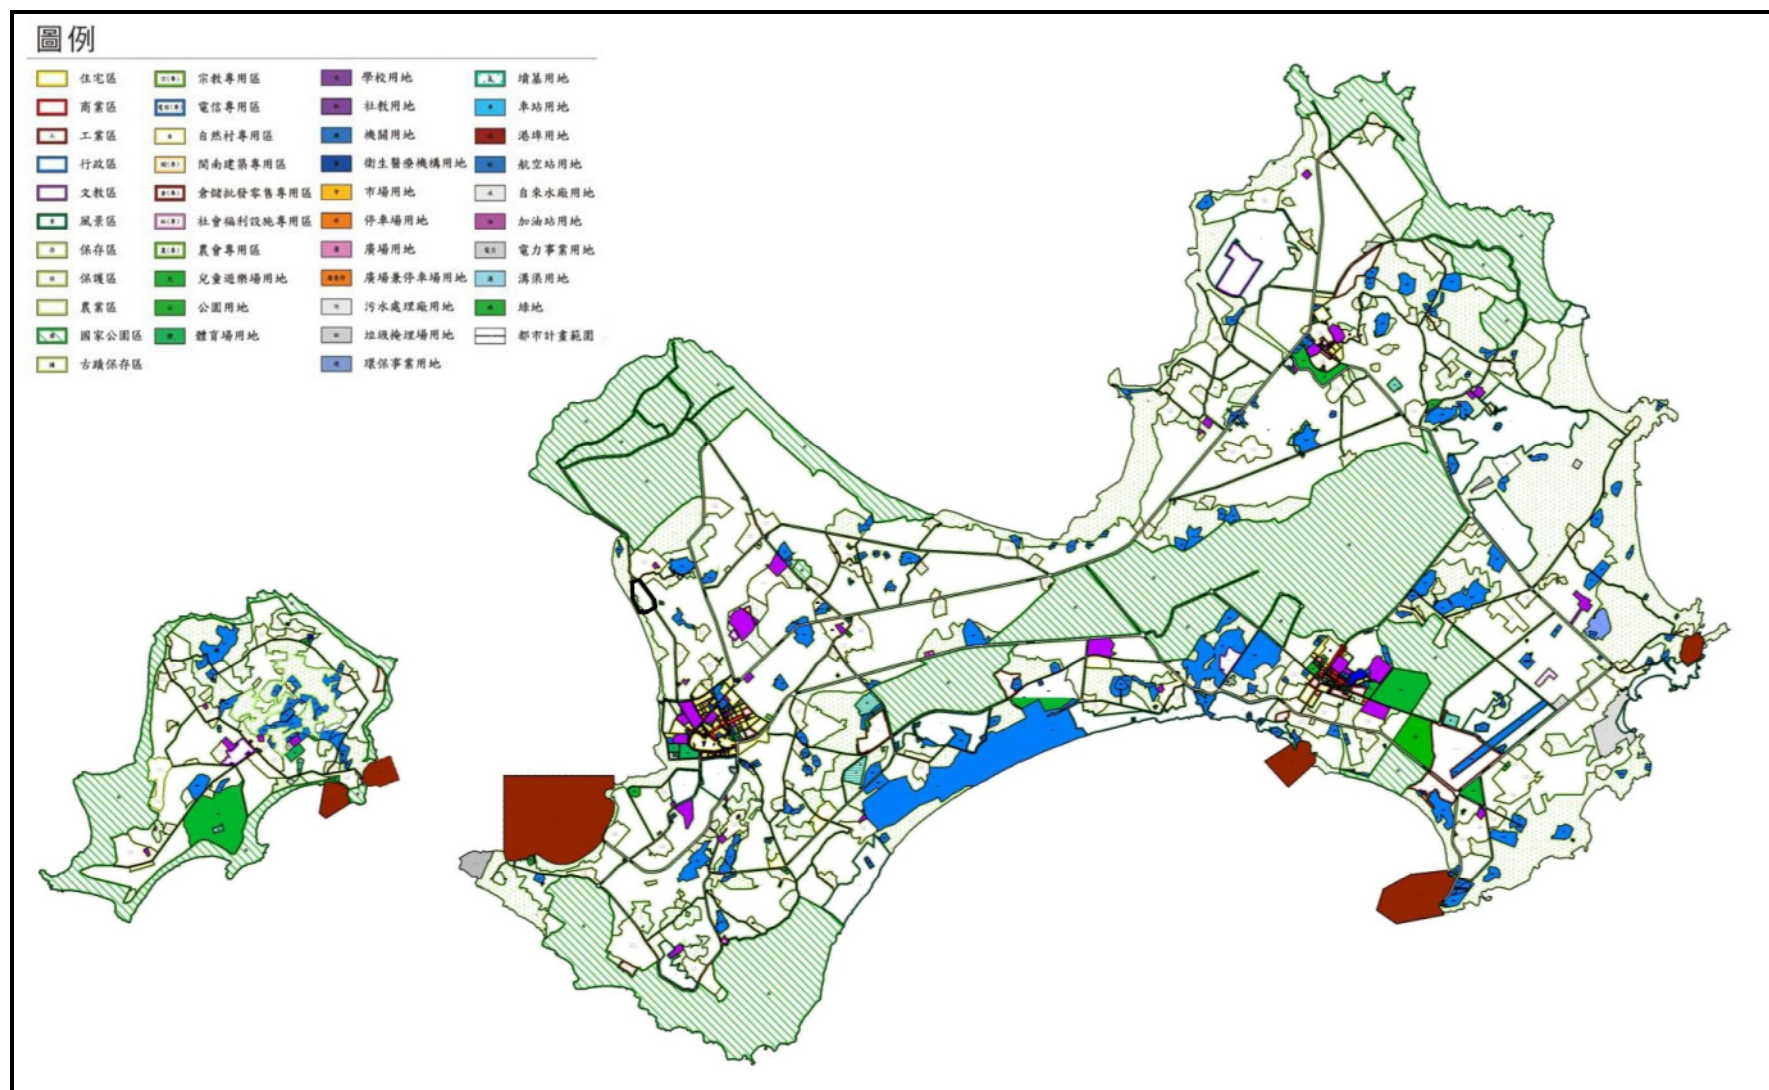 圖例
住宅區
商業區
工業區
行政區
文教區
風景區
保存區
保護區
農業區
國家公園區
古蹟保存區
宗教專用區
電信專用區
自然村專用區
閩南建築專用區
倉儲批發零售專用區
社會福利設施專用區
農會專用區
兒童遊樂場用地
公園用地
體育場用地
學校用地
社教用地
機關用地
衛生醫療機構用地
市場用地
停車場用地
廣場用地
廣場兼停車場用地
污水處理廠用地
垃圾掩埋場用地
環保事業用地
墳墓用地
車站用地
港埠用地
航空站用地
自來水廠用地
加油站用地
電力事業用地
溝渠用地
綠地
都市計畫範圍